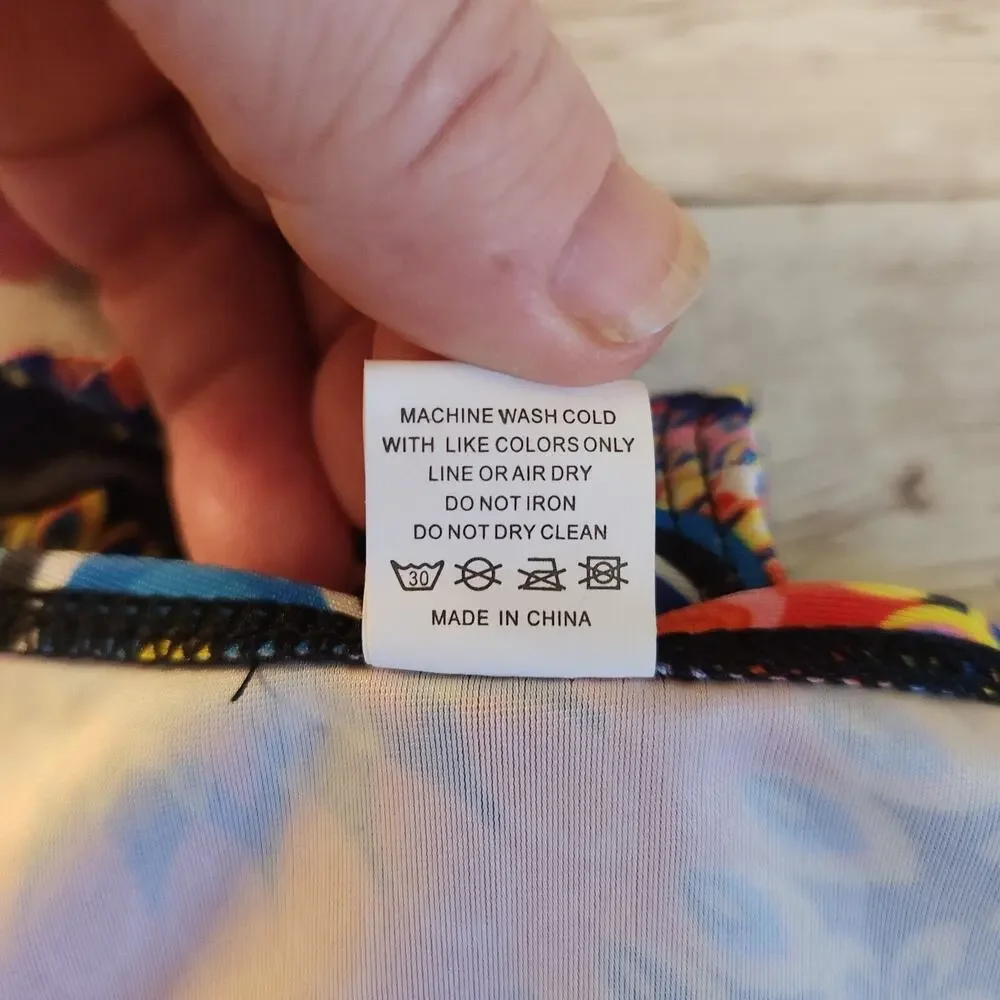 MACHINE WASH COLD
WITH LIKE COLORS ONLY
LINE OR AIR DRY
DO NOT IRON
DO NOT DRY CLEAN
30
MADE IN CHINA